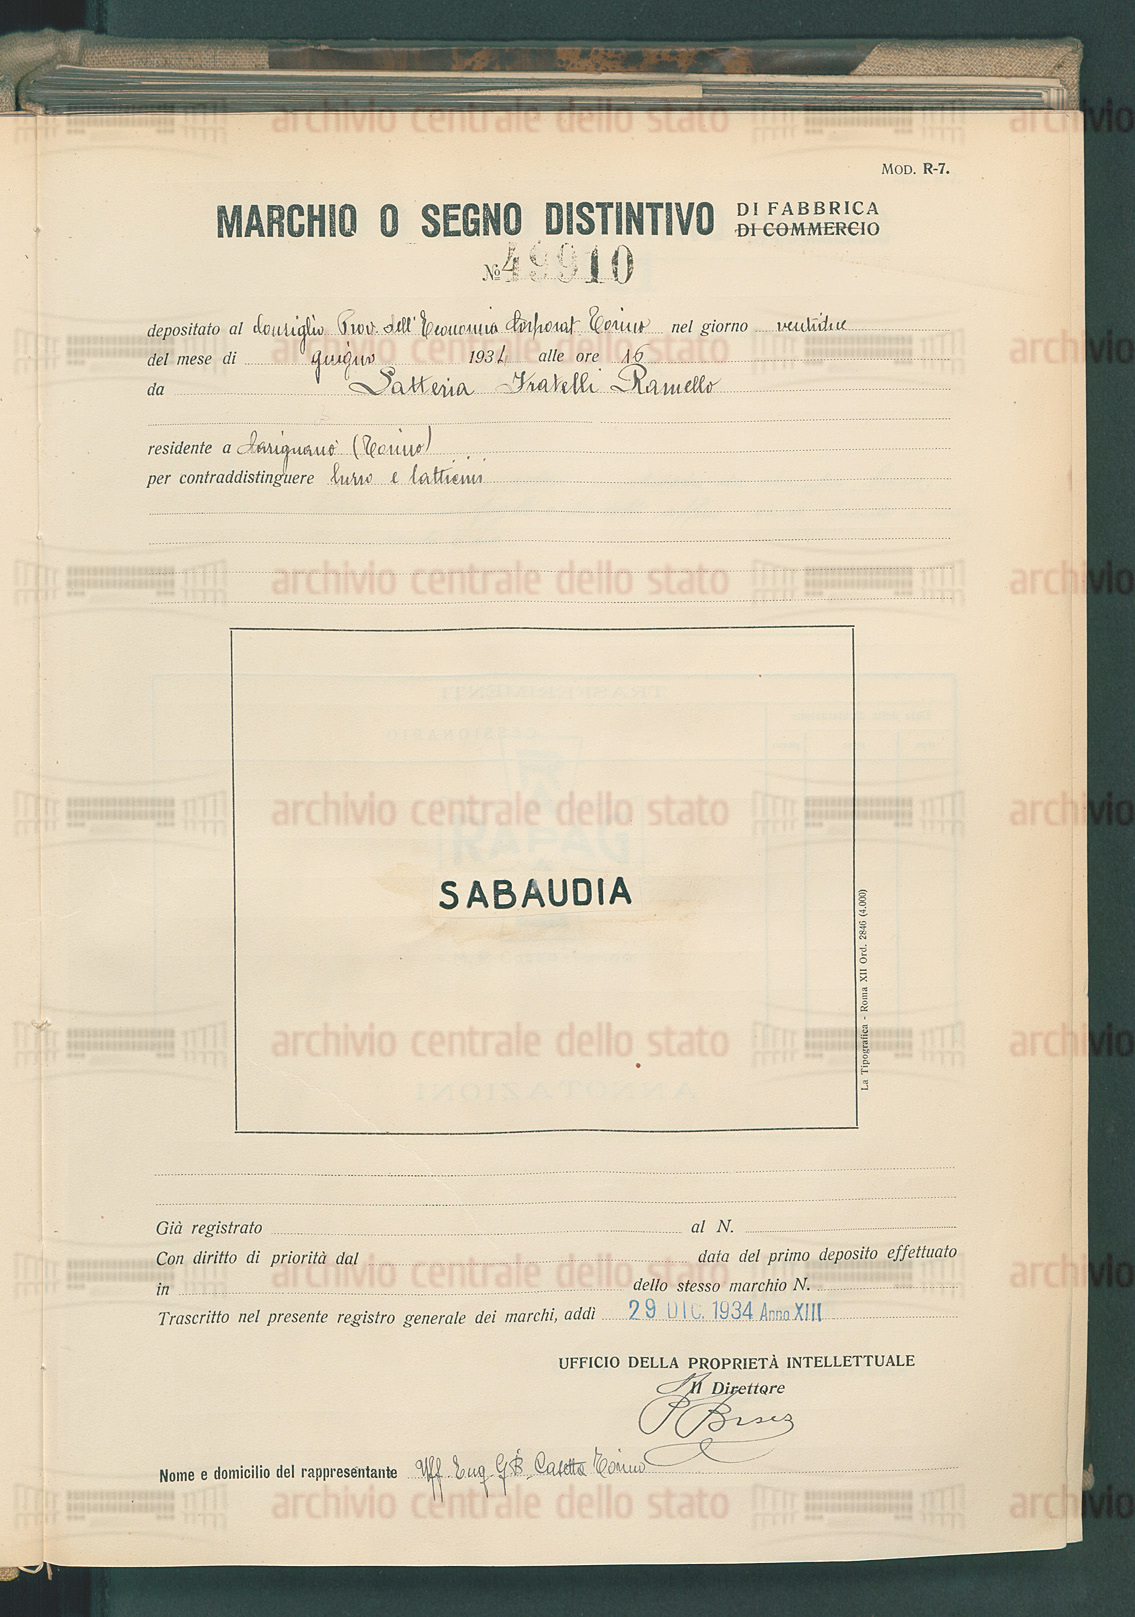 MOD. R-7.
MARCHIO O SEGNO DISTINTIVO DI FABBRICA
DI COMMERCIO
№ 49910
depositato al Consiglio Prov. dell'Economia Corporat. Torino nel giorno ventidue
del mese di giugno 1934 alle ore 16
da Latteria Fratelli Ramello
residente a Carignano (Torino)
per contraddistinguere burro e latticini
SABAUDIA
La Tipografica - Roma XII Ord. 2846 (4.000)
Già registrato al N.
Con diritto di priorità dal data del primo deposito effettuato
in dello stesso marchio N.
Trascritto nel presente registro generale dei marchi, addì 29 DIC. 1934 Anno XIII
UFFICIO DELLA PROPRIETÀ INTELLETTUALE
Il Direttore
Nome e domicilio del rappresentante Uff Ing. G.B. Casetta Torino
archivio centrale dello stato